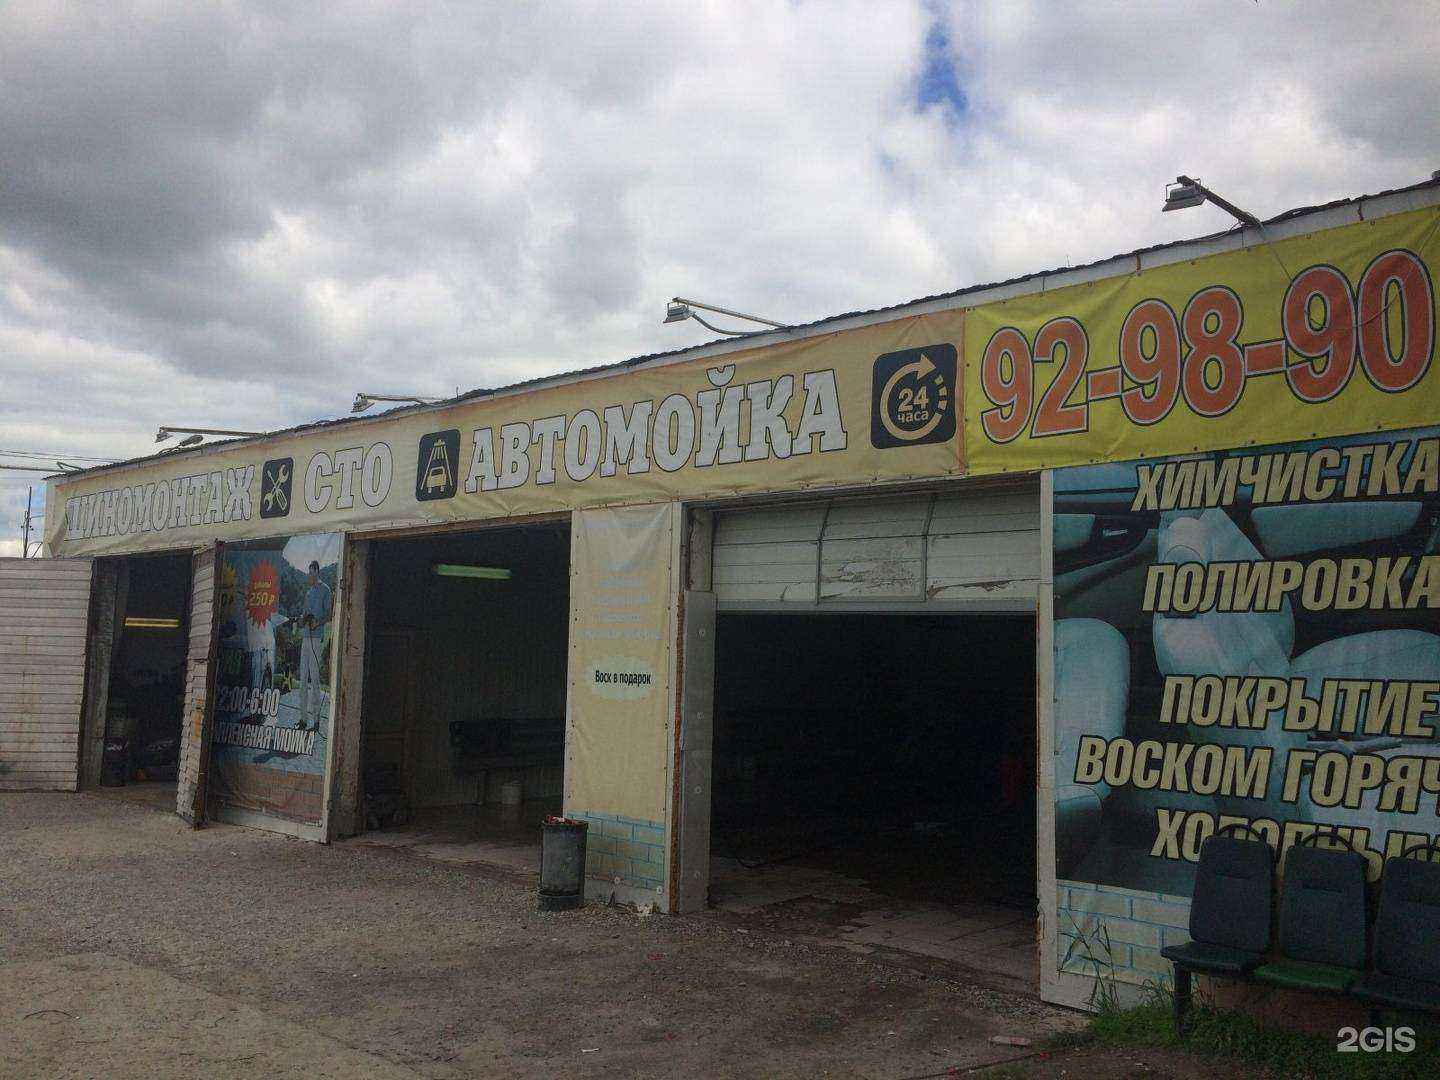 ШИНОМОНТАЖ СТО АВТОМОЙКА 24 часа
92-98-90
250 Р
22:00-6:00
МОЙКА
Воск в подарок
ХИМЧИСТКА
ПОЛИРОВКА
ПОКРЫТИЕ
ВОСКОМ ГОРЯЧ
2GIS